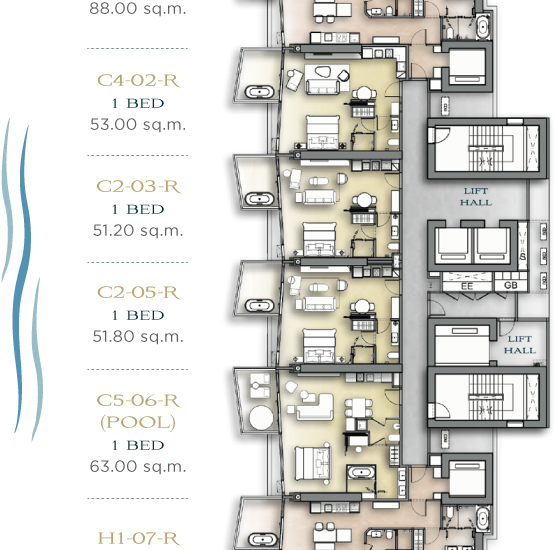 88.00 sq.m.
C4-02-R
1 BED
53.00 sq.m.
C2-03-R
1 BED
51.20 sq.m.
C2-05-R
1 BED
51.80 sq.m.
C5-06-R
(POOL)
1 BED
63.00 sq.m.
H1-07-R
LIFT
HALL
S
EE
GB
LIFT
HALL